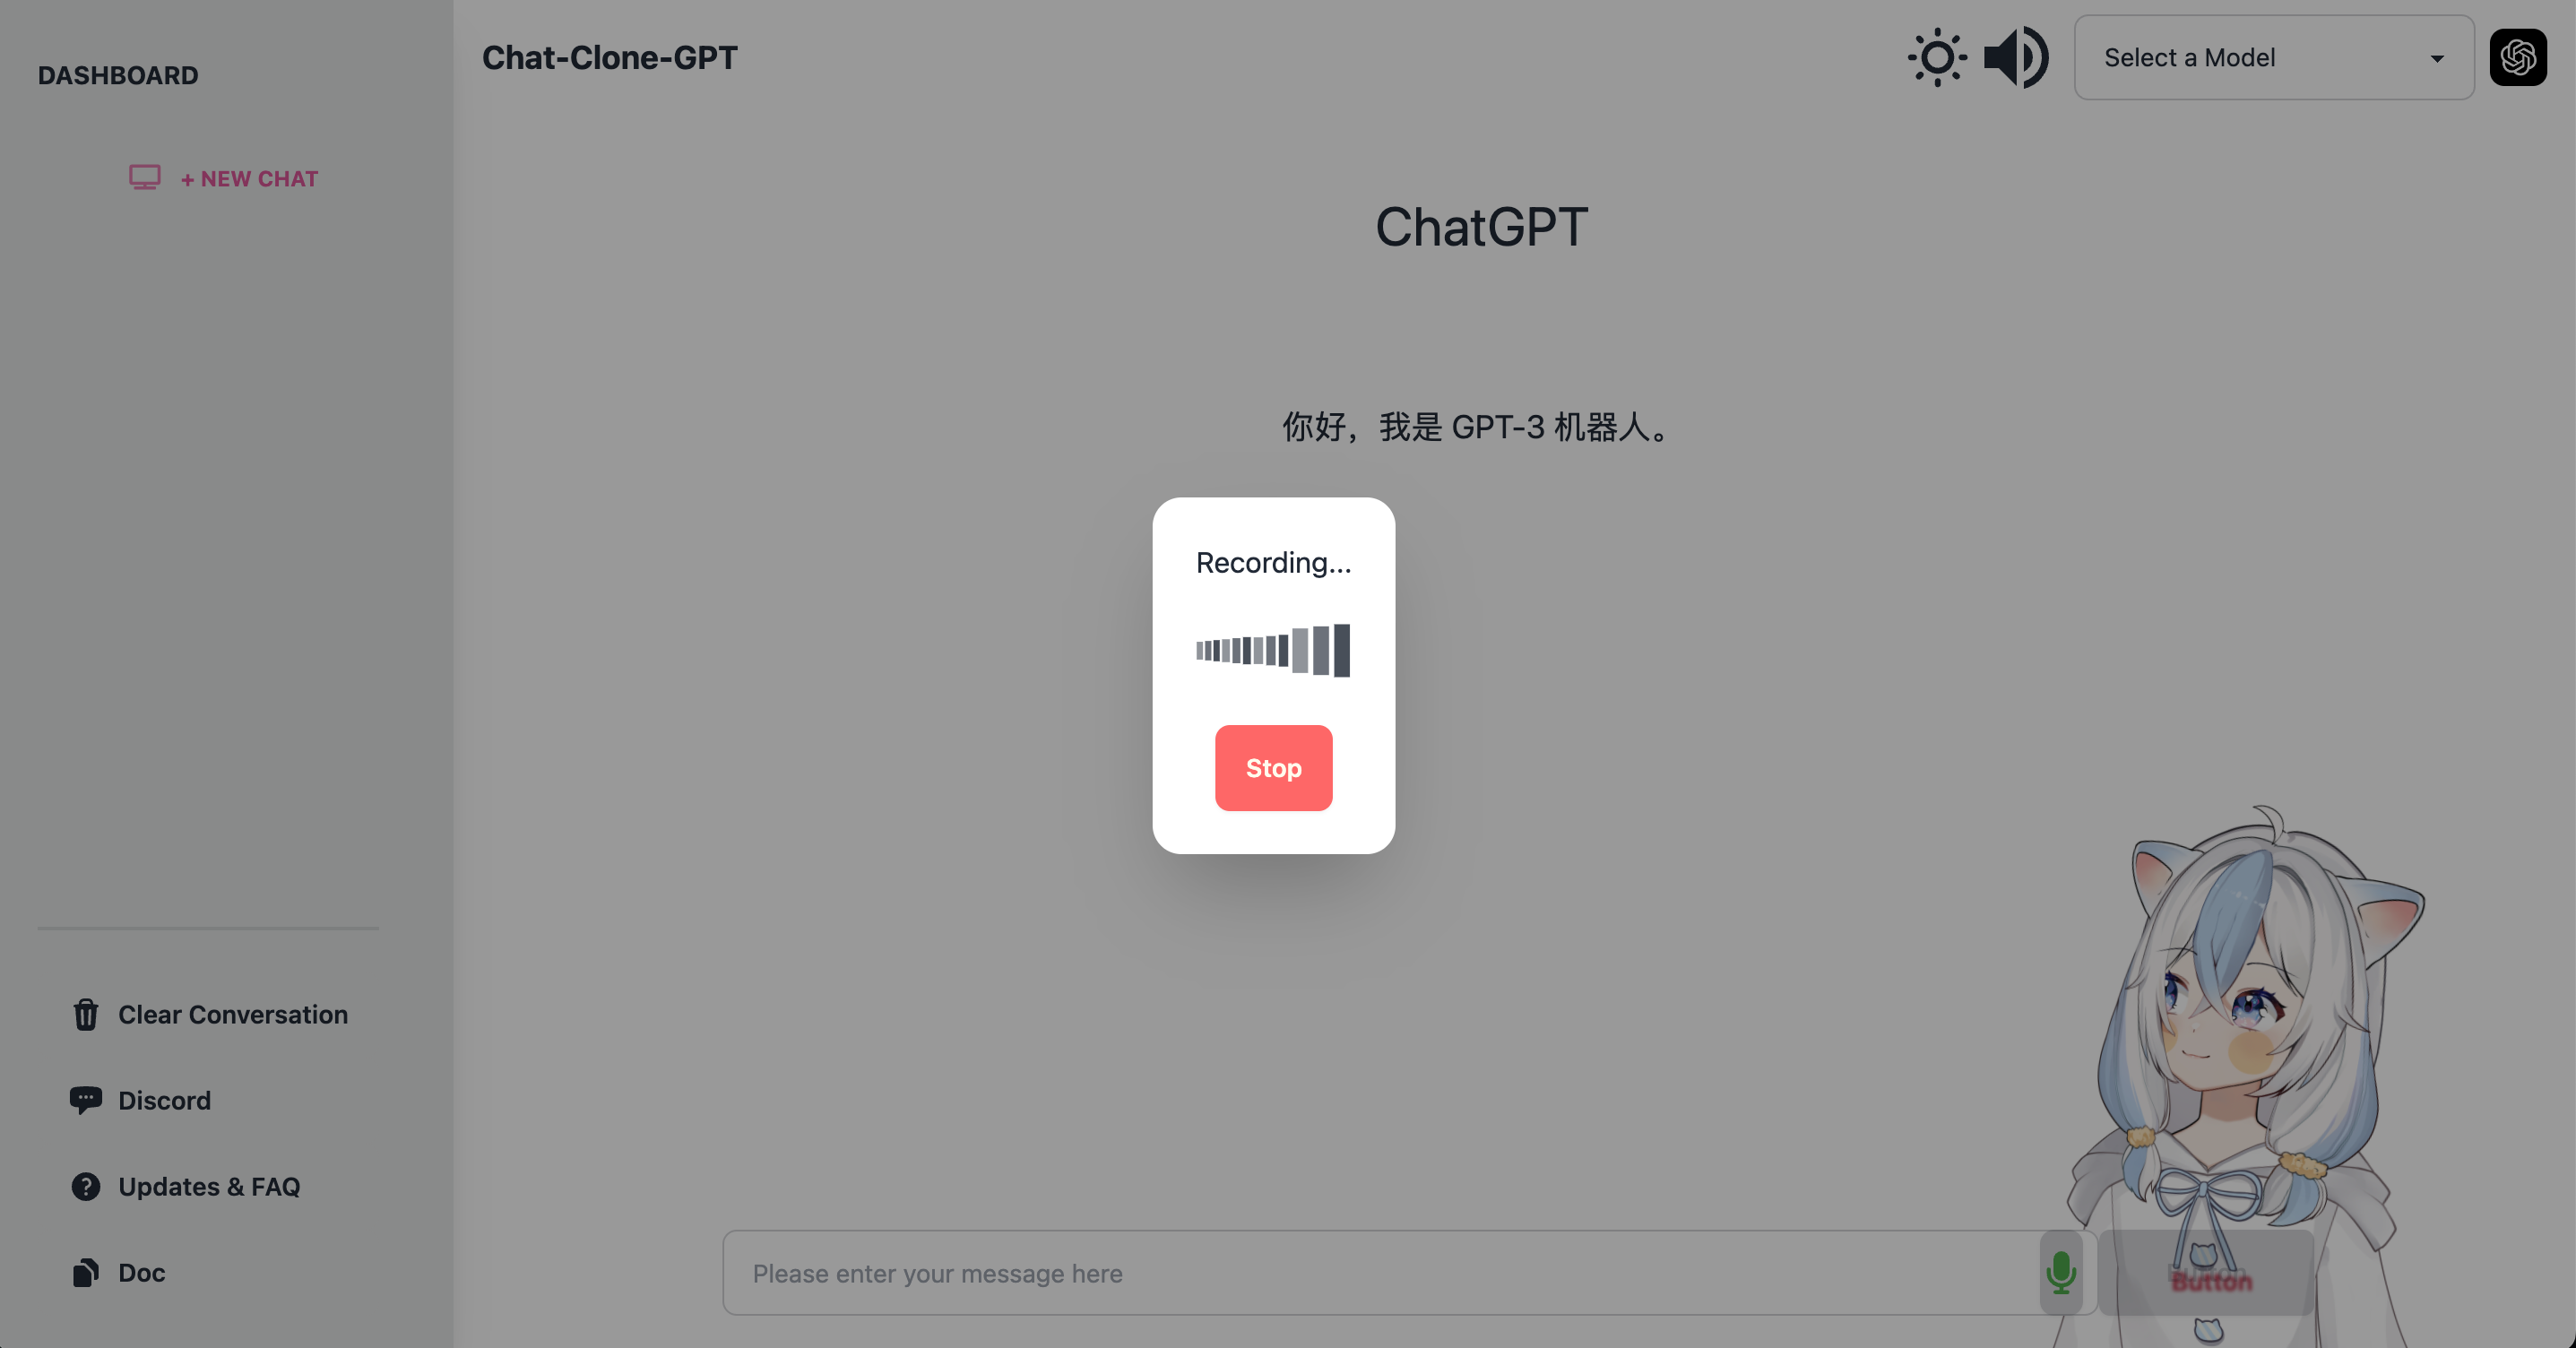 DASHBOARD
+ NEW CHAT
Clear Conversation
Discord
Updates & FAQ
Doc
Chat-Clone-GPT
Select a Model
ChatGPT
你好，我是 GPT-3 机器人。
Recording...
Stop
Please enter your message here
Button
Button